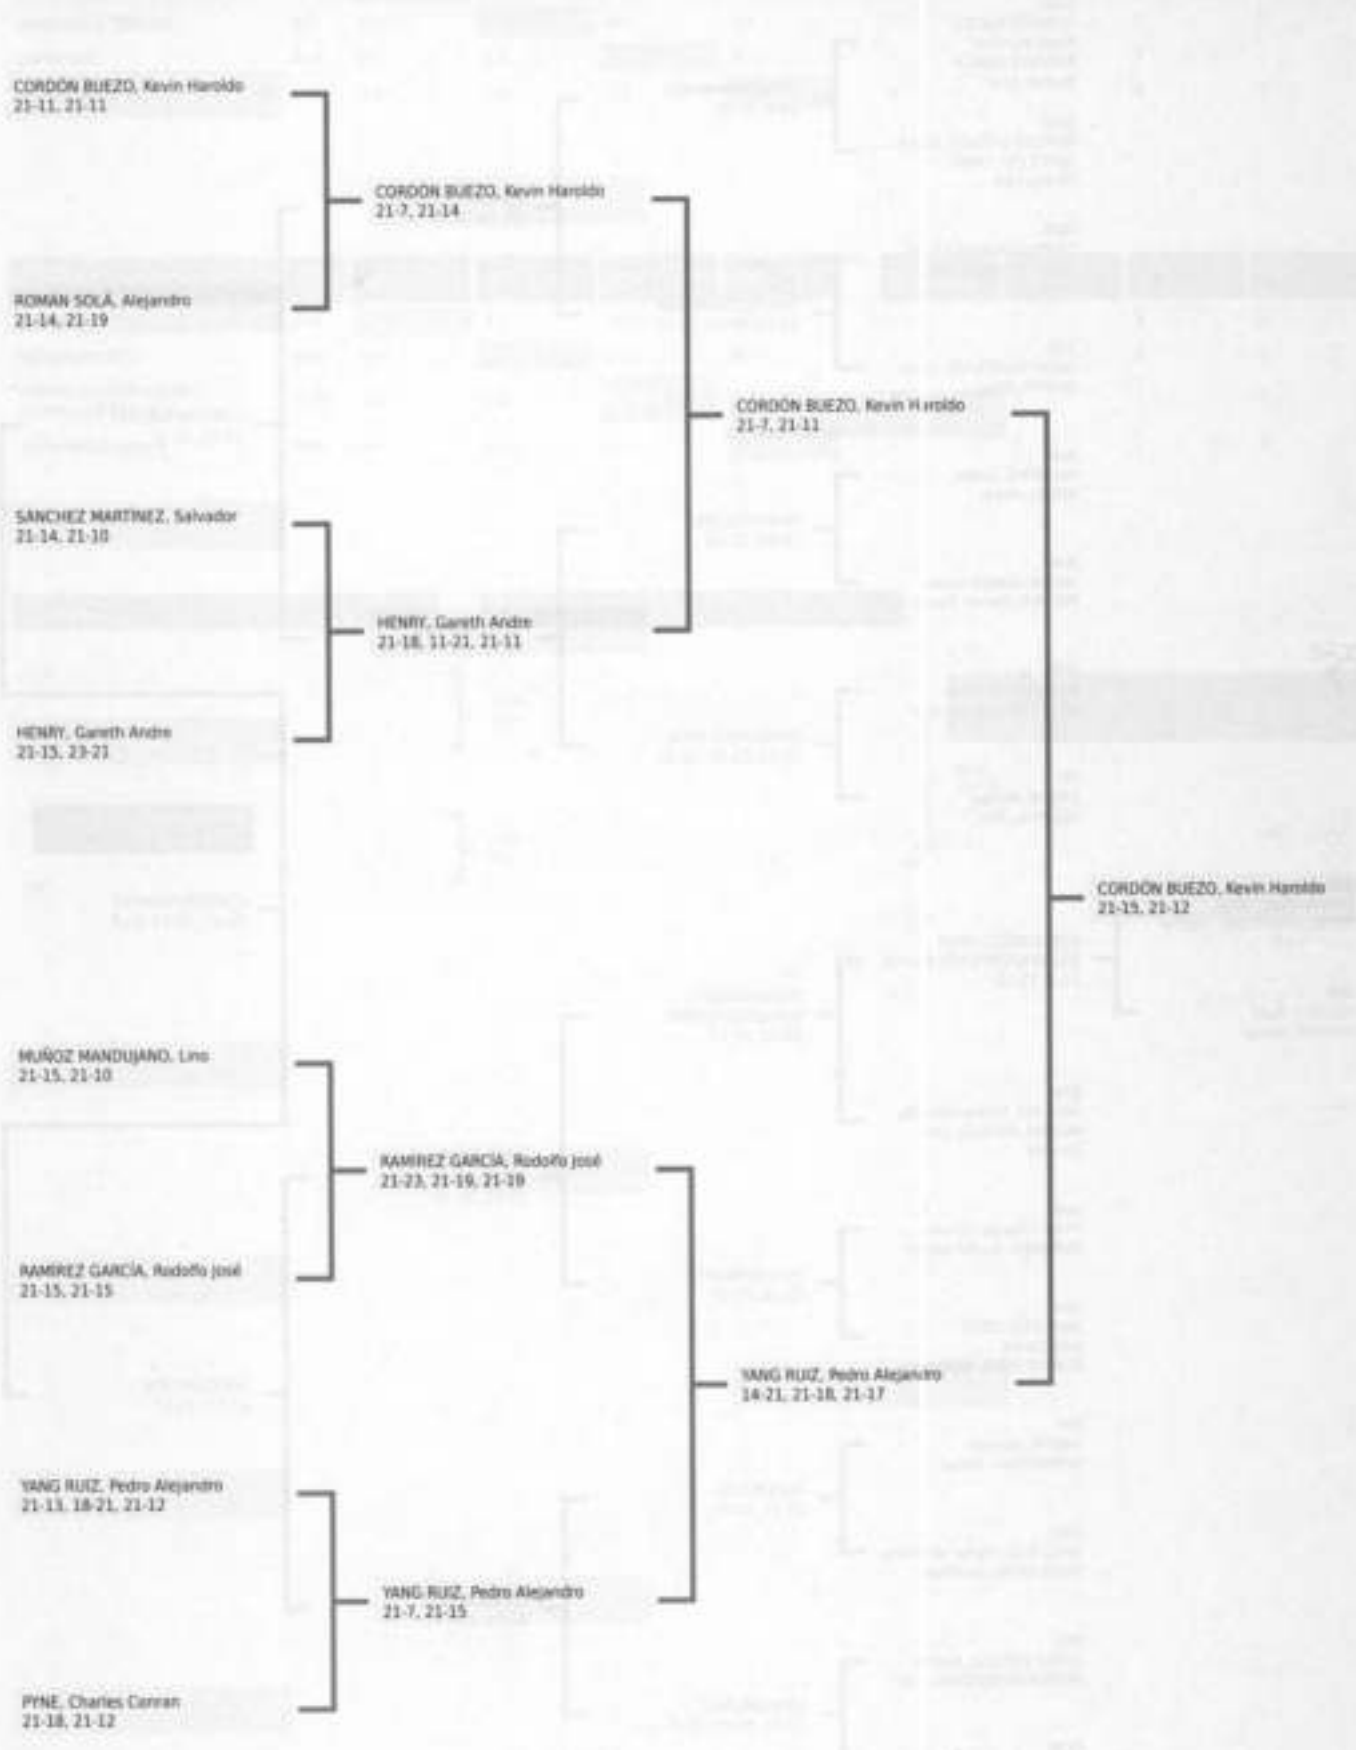 CORDÓN BUEZO, Kevin Haroldo
21-11, 21-11
CORDÓN BUEZO, Kevin Haroldo
21-7, 21-14
ROMAN SOLÁ, Alejandro
21-14, 21-19
CORDÓN BUEZO, Kevin Haroldo
21-7, 21-11
SANCHEZ MARTÍNEZ, Salvador
21-14, 21-10
HENRY, Gareth Andre
21-18, 11-21, 21-11
HENRY, Gareth Andre
21-15, 23-21
CORDÓN BUEZO, Kevin Haroldo
21-12
MUÑOZ MANDUJANO, Lino
21-15, 21-10
RAMÍREZ GARCÍA, Rodolfo José
21-23, 21-19, 21-19
RAMÍREZ GARCÍA, Rodolfo José
21-15, 21-15
YANG RUIZ, Pedro Alejandro
14-21, 21-18, 21-17
YANG RUIZ, Pedro Alejandro
21-13, 18-21, 21-12
YANG RUIZ, Pedro Alejandro
21-7, 21-15
PYNE, Charles Conran
21-18, 21-12